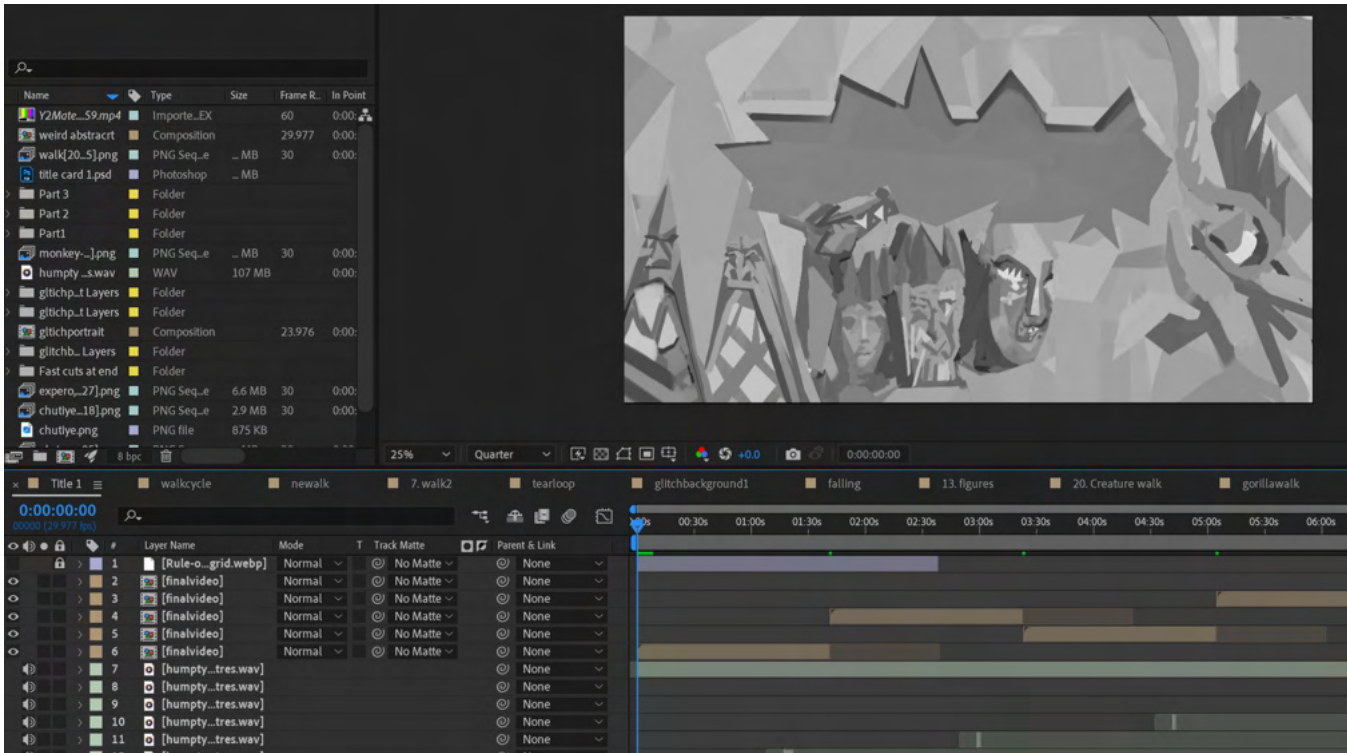 Name Type Size Frame R... In Point
Y2Mate...59.mp4 Importe...EX 60 0:00:
weird abstracrt Composition 29.977 0:00:
walk[20...5].png PNG Seq...e ... MB 30 0:00:
title card 1.psd Photoshop ... MB
Part 3 Folder
Part 2 Folder
Part1 Folder
monkey-...].png PNG Seq...e ... MB 30 0:00:
humpty ...s.wav WAV 107 MB 0:00:
gltichp...t Layers Folder
gltichp...t Layers Folder
gltichportrait Composition 23.976 0:00:
glitchb... Layers Folder
Fast cuts at end Folder
expero,...27].png PNG Seq...e 6.6 MB 30 0:00:
chutiye...18].png PNG Seq...e 2.9 MB 30 0:00:
chutiye.png PNG file 875 KB
8 bpc 25% Quarter +0.0 0:00:00:00
Title 1 walkcycle newalk 7. walk2 tearloop glitchbackground1 falling 13. figures 20. Creature walk gorillawalk
0:00:00:00
00000 (29.977 fps)
00:30s 01:00s 01:30s 02:00s 02:30s 03:00s 03:30s 04:00s 04:30s 05:00s 05:30s 06:00s
# Layer Name Mode T Track Matte Parent & Link
1 [Rule-o...grid.webp] Normal No Matte None
2 [finalvideo] Normal No Matte None
3 [finalvideo] Normal No Matte None
4 [finalvideo] Normal No Matte None
5 [finalvideo] Normal No Matte None
6 [finalvideo] Normal No Matte None
7 [humpty...tres.wav] None
8 [humpty...tres.wav] None
9 [humpty...tres.wav] None
10 [humpty...tres.wav] None
11 [humpty...tres.wav] None